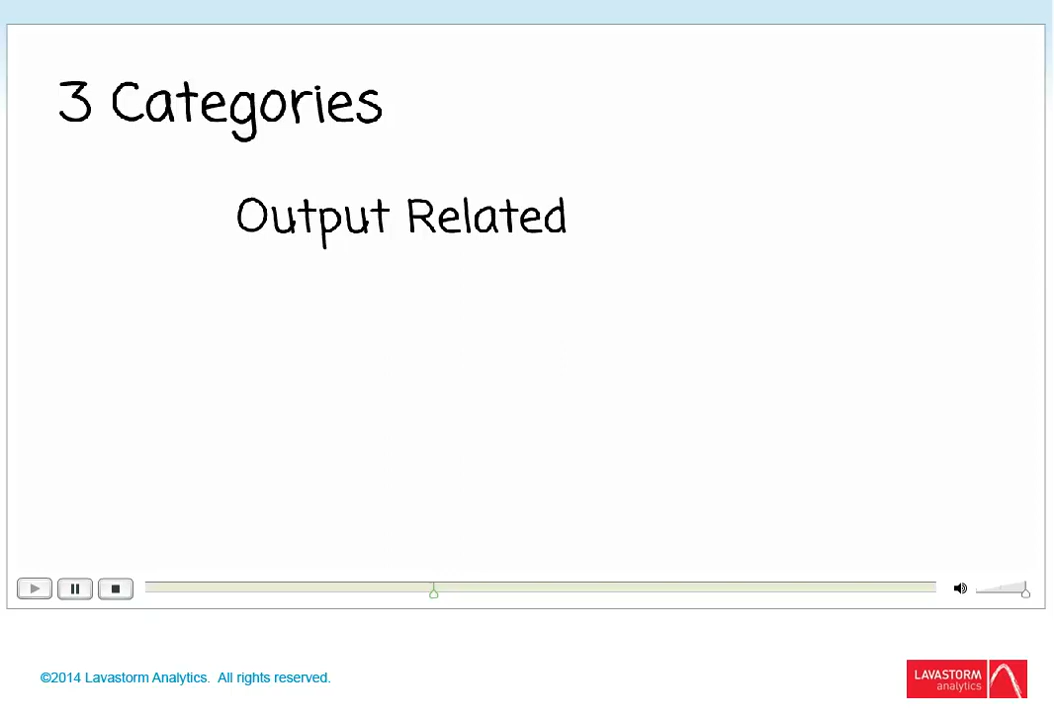 3 Categories
Output Related
©2014 Lavastorm Analytics. All rights reserved.
LAVASTORM
analytics